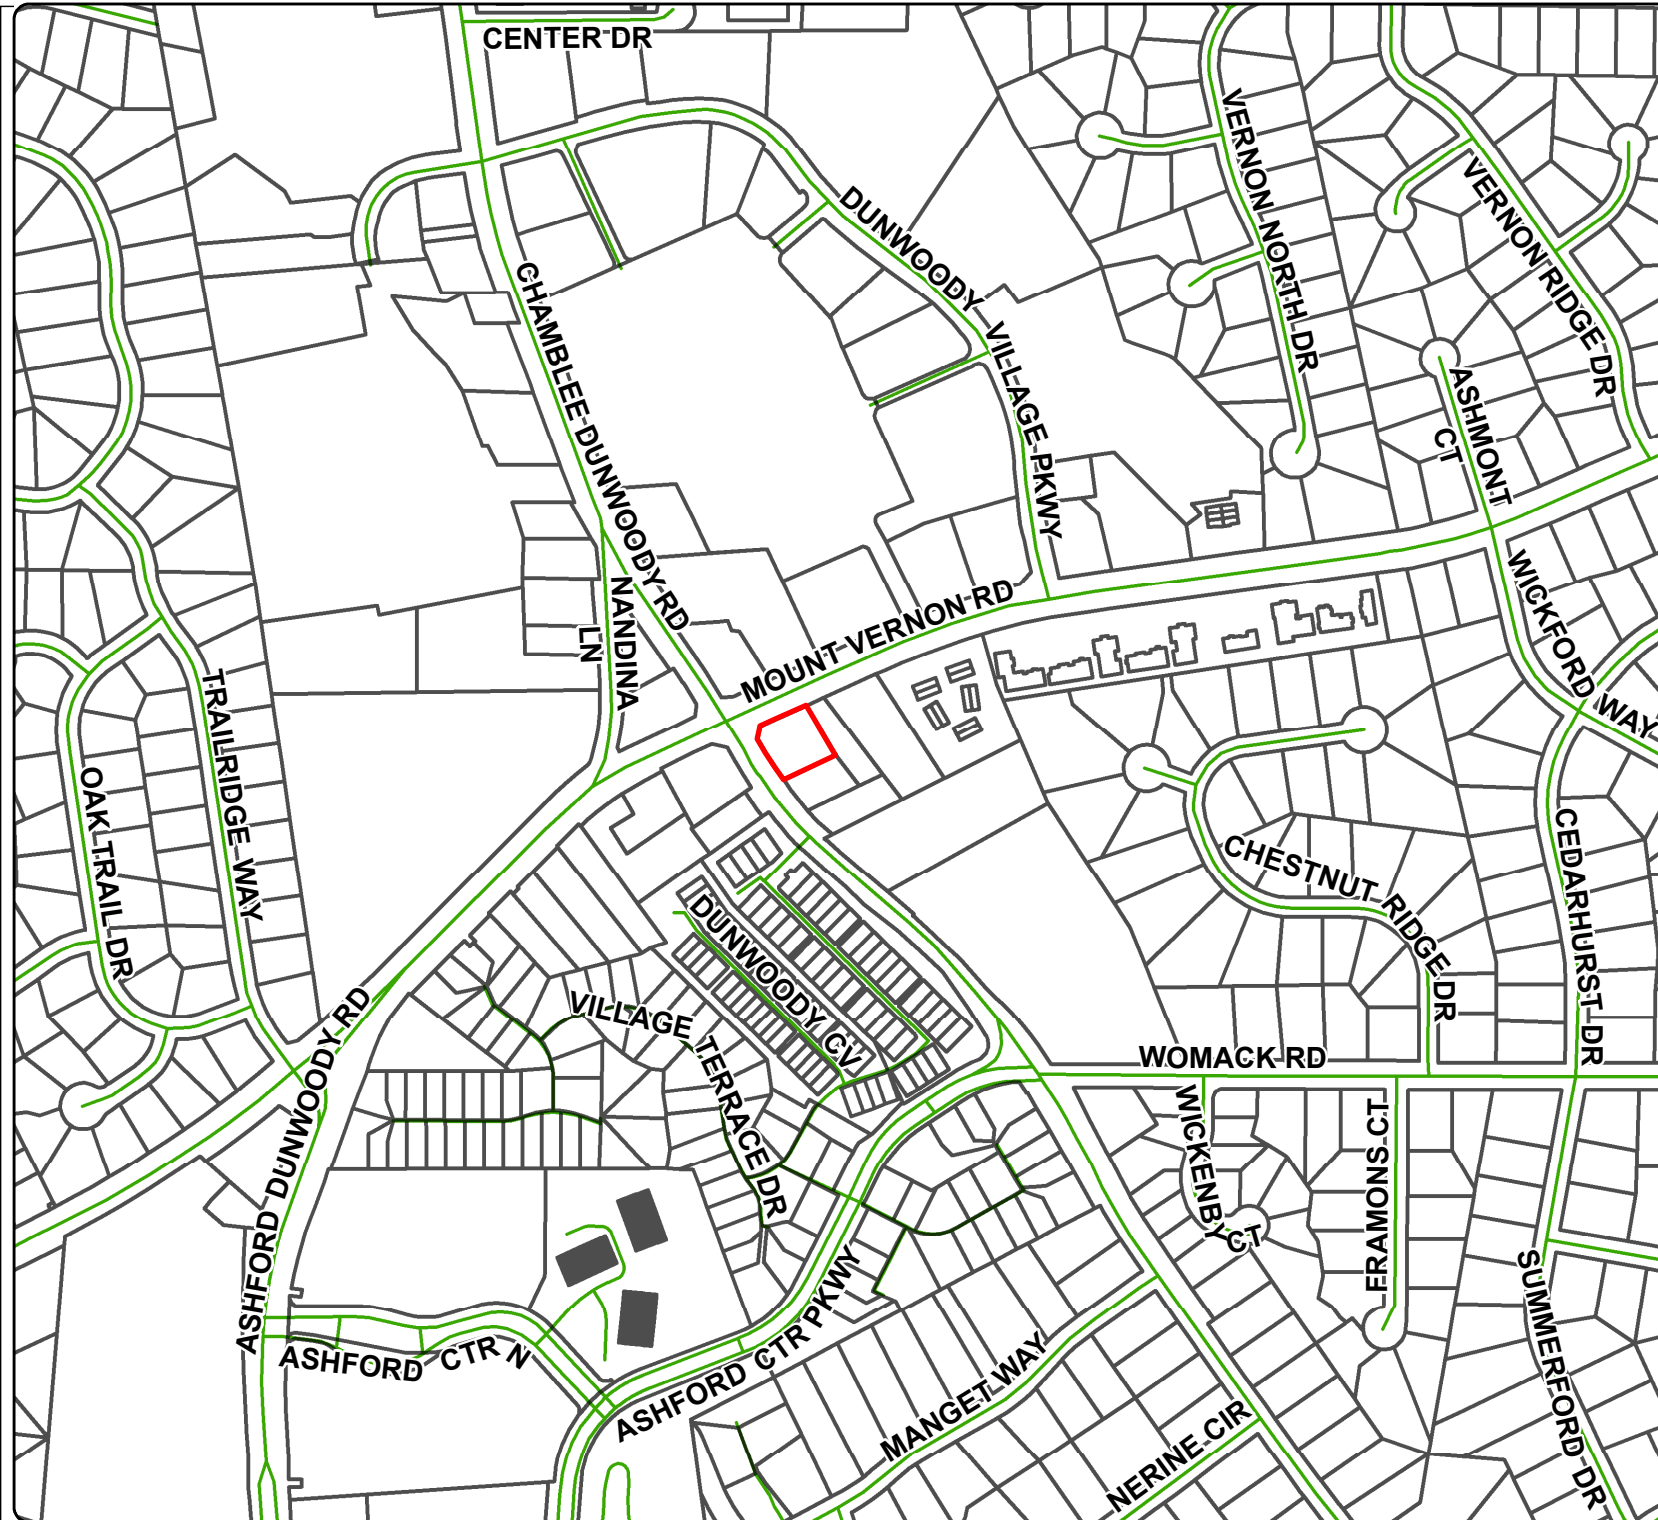 CENTER DR
VERNON NORTH DR
VERNON RIDGE DR
DUNWOODY VILLAGE PKWY
CHAMBLEE DUNWOODY RD
ASHMONT
CT
NANDINA
LN
MOUNT VERNON RD
WICKFORD WAY
TRAILRIDGE WAY
OAK TRAIL DR
CHESTNUT RIDGE DR
CEDARHURST DR
DUNWOODY CV
VILLAGE TERRACE DR
WOMACK RD
WICKENBY CT
FRAMONS CT
ASHFORD DUNWOODY RD
ASHFORD CTR N
ASHFORD CTR PKWY
MANGET WAY
NERINE CIR
SUMMERFORD DR